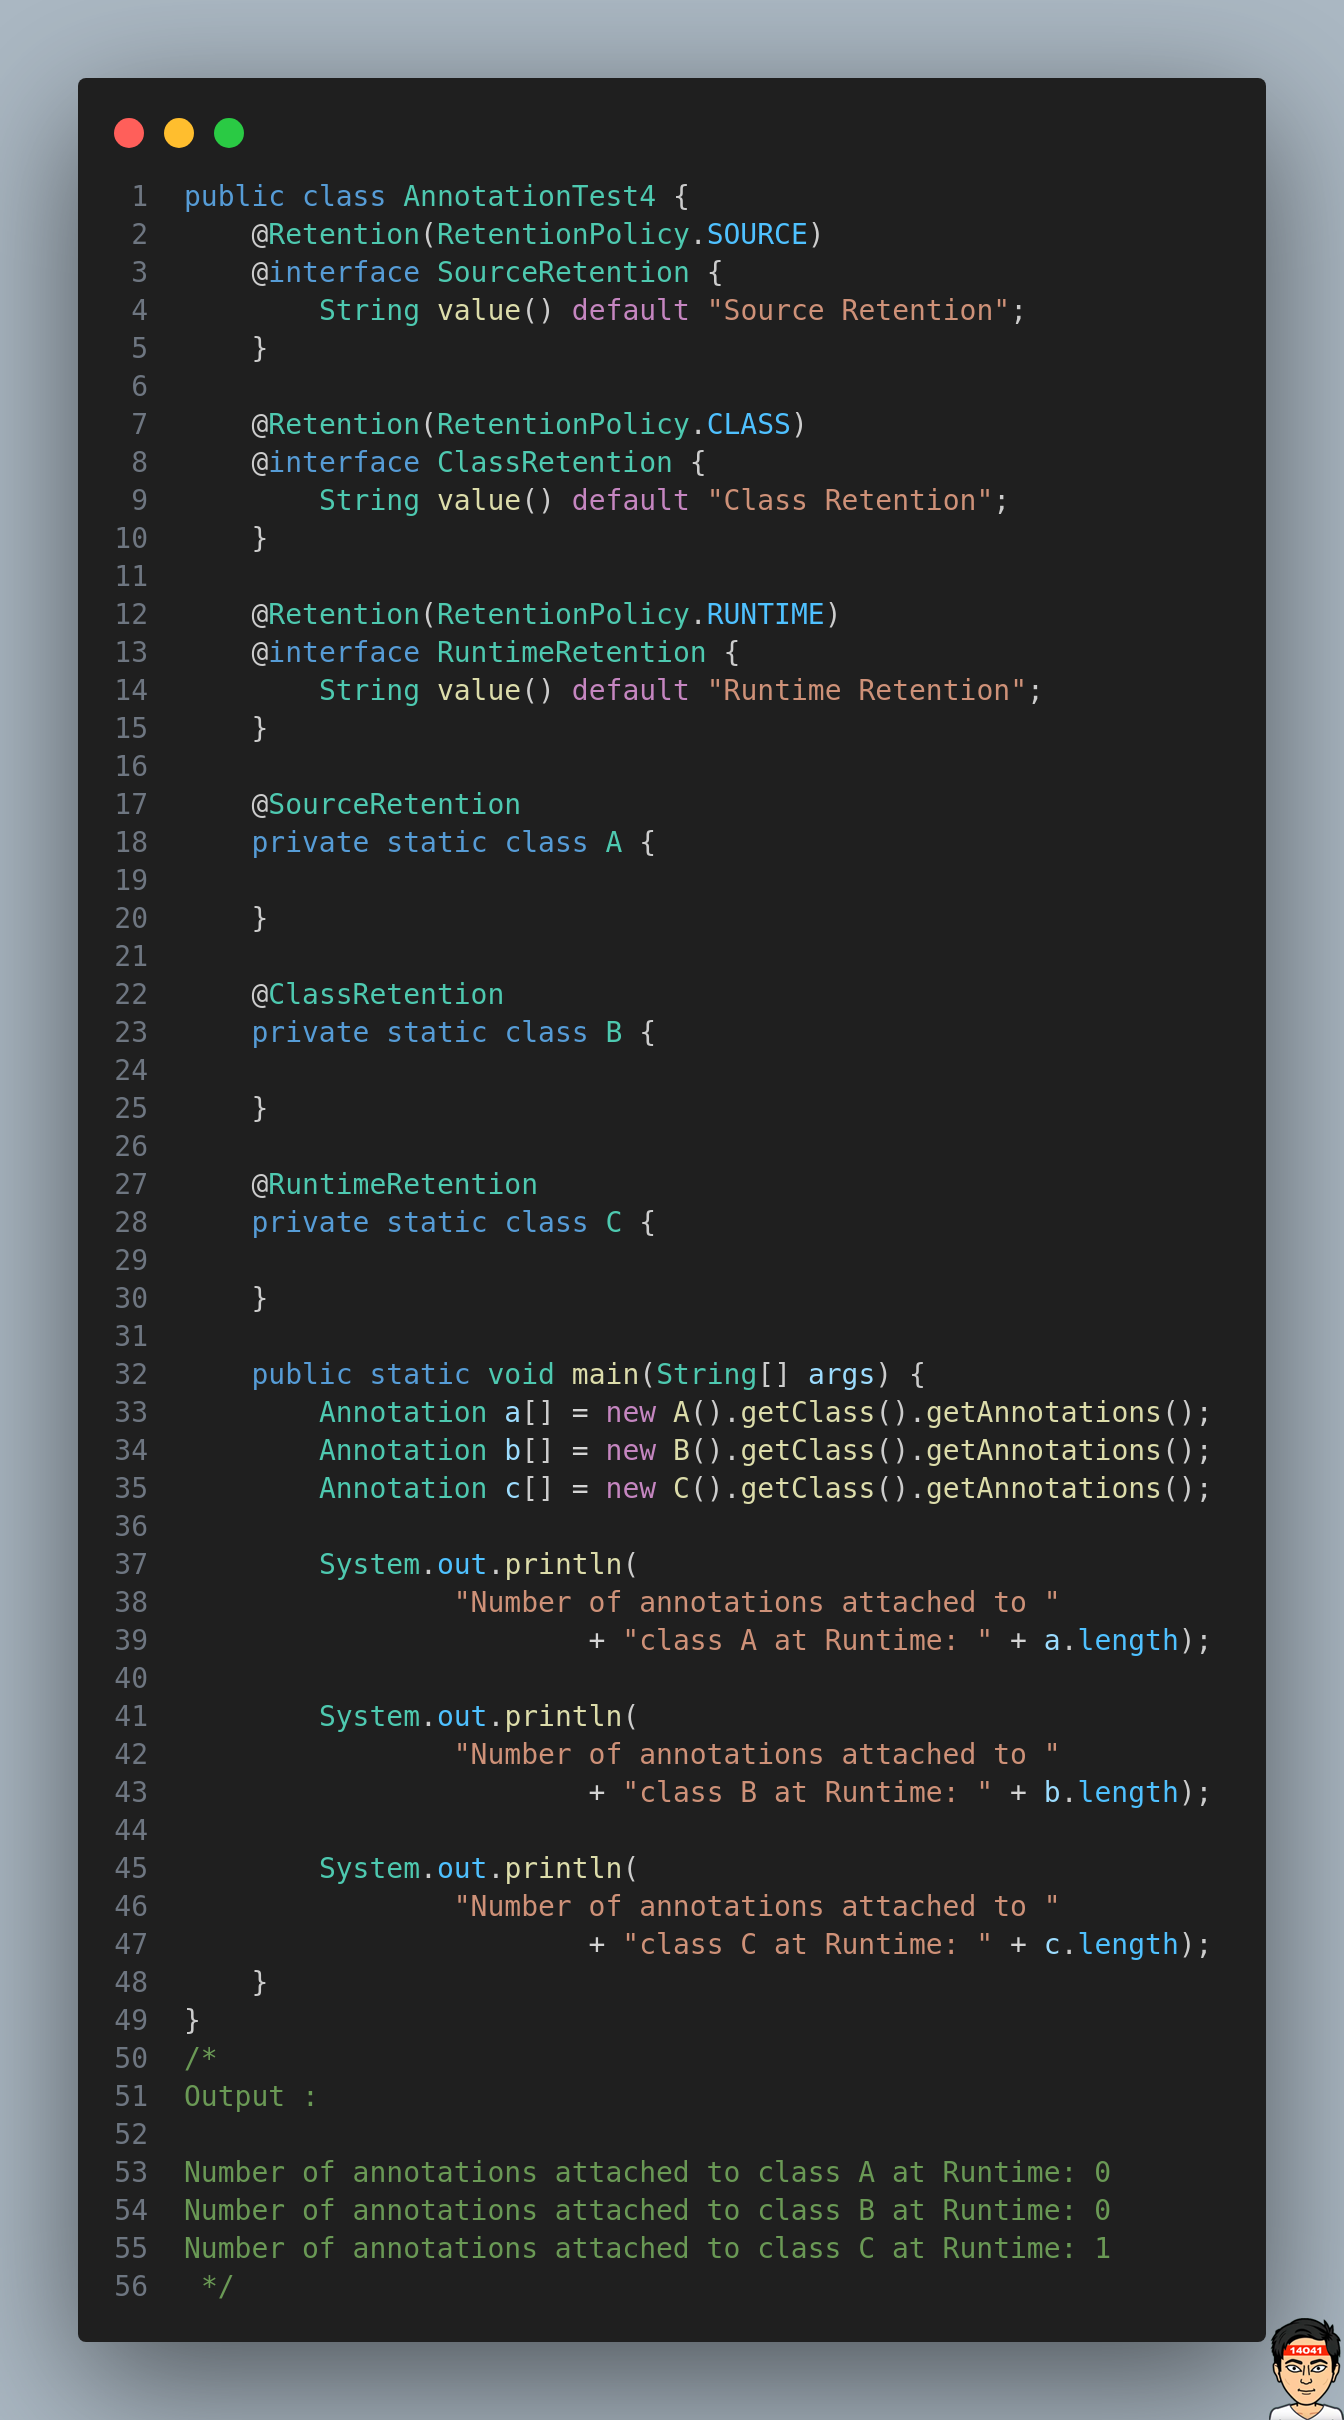 1 public class AnnotationTest4 {
2     @Retention(RetentionPolicy.SOURCE)
3     @interface SourceRetention {
4         String value() default "Source Retention";
5     }
6
7     @Retention(RetentionPolicy.CLASS)
8     @interface ClassRetention {
9         String value() default "Class Retention";
10     }
11
12     @Retention(RetentionPolicy.RUNTIME)
13     @interface RuntimeRetention {
14         String value() default "Runtime Retention";
15     }
16
17     @SourceRetention
18     private static class A {
19
20     }
21
22     @ClassRetention
23     private static class B {
24
25     }
26
27     @RuntimeRetention
28     private static class C {
29
30     }
31
32     public static void main(String[] args) {
33         Annotation a[] = new A().getClass().getAnnotations();
34         Annotation b[] = new B().getClass().getAnnotations();
35         Annotation c[] = new C().getClass().getAnnotations();
36
37         System.out.println(
38                 "Number of annotations attached to "
39                         + "class A at Runtime: " + a.length);
40
41         System.out.println(
42                 "Number of annotations attached to "
43                         + "class B at Runtime: " + b.length);
44
45         System.out.println(
46                 "Number of annotations attached to "
47                         + "class C at Runtime: " + c.length);
48     }
49 }
50 /*
51 Output :
52
53 Number of annotations attached to class A at Runtime: 0
54 Number of annotations attached to class B at Runtime: 0
55 Number of annotations attached to class C at Runtime: 1
56  */
14041